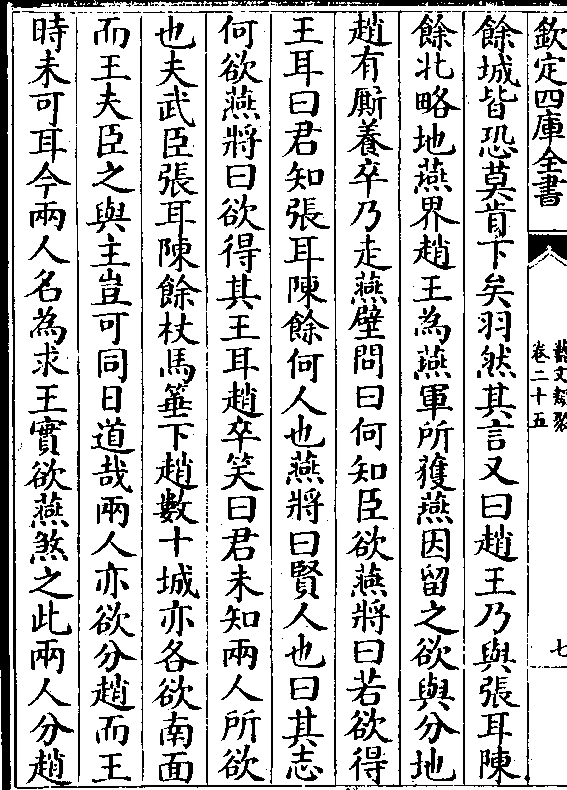 欽定四庫全書
藝文類聚
卷二十五
七
餘城皆恐莫肯下矣羽然其言又曰趙王乃與張耳陳
餘北略地燕界趙王為燕軍所獲燕因留之欲與分地
趙有厮養卒乃走燕壁問曰何知臣欲燕將曰若欲得
王耳曰君知張耳陳餘何人也燕將曰賢人也曰其志
何欲燕將曰欲得其王耳趙卒笑曰君未知兩人所欲
也夫武臣張耳陳餘杖馬箠下趙數十城亦各欲南面
而王夫臣之與主豈可同日道哉兩人亦欲分趙而王
時未可耳今兩人名為求王實欲燕煞之此兩人分趙